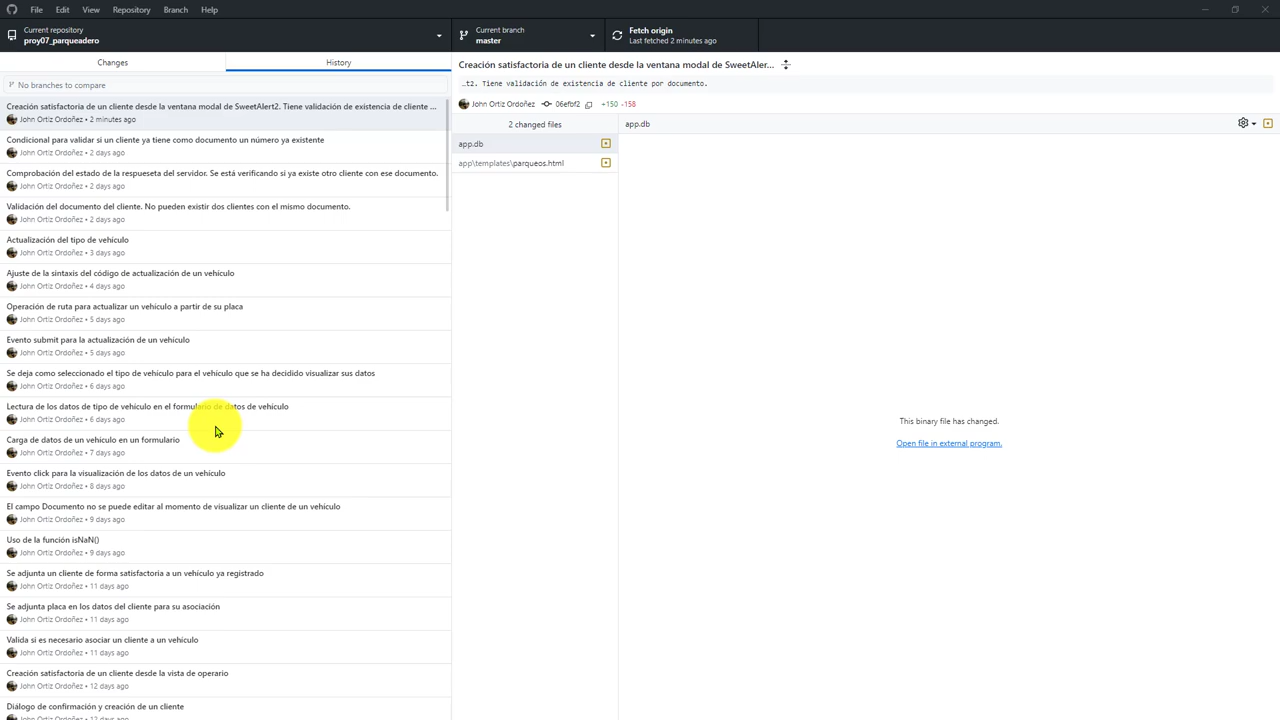 File Edit View Repository Branch Help
Current repository
proy07_parqueadero
Current branch
master
Fetch origin
Last fetched 2 minutes ago
Changes
History
No branches to compare
Creación satisfactoria de un cliente desde la ventana modal de SweetAlert2. Tiene validación de existencia de cliente ...
John Ortiz Ordoñez • 2 minutes ago
Condicional para validar si un cliente ya tiene como documento un número ya existente
John Ortiz Ordoñez • 2 days ago
Comprobación del estado de la respueseta del servidor. Se está verificando si ya existe otro cliente con ese documento.
John Ortiz Ordoñez • 2 days ago
Validación del documento del cliente. No pueden existir dos clientes con el mismo documento.
John Ortiz Ordoñez • 2 days ago
Actualización del tipo de vehículo
John Ortiz Ordoñez • 3 days ago
Ajuste de la sintaxis del código de actualización de un vehículo
John Ortiz Ordoñez • 4 days ago
Operación de ruta para actualizar un vehículo a partir de su placa
John Ortiz Ordoñez • 5 days ago
Evento submit para la actualización de un vehículo
John Ortiz Ordoñez • 5 days ago
Se deja como seleccionado el tipo de vehículo para el vehículo que se ha decidido visualizar sus datos
John Ortiz Ordoñez • 6 days ago
Lectura de los datos de tipo de vehículo en el formulario de datos de vehículo
John Ortiz Ordoñez • 6 days ago
Carga de datos de un vehículo en un formulario
John Ortiz Ordoñez • 7 days ago
Evento click para la visualización de los datos de un vehículo
John Ortiz Ordoñez • 8 days ago
El campo Documento no se puede editar al momento de visualizar un cliente de un vehículo
John Ortiz Ordoñez • 9 days ago
Uso de la función isNaN()
John Ortiz Ordoñez • 9 days ago
Se adjunta un cliente de forma satisfactoria a un vehículo ya registrado
John Ortiz Ordoñez • 11 days ago
Se adjunta placa en los datos del cliente para su asociación
John Ortiz Ordoñez • 11 days ago
Valida si es necesario asociar un cliente a un vehículo
John Ortiz Ordoñez • 11 days ago
Creación satisfactoria de un cliente desde la vista de operario
John Ortiz Ordoñez • 12 days ago
Diálogo de confirmación y creación de un cliente
John Ortiz Ordoñez • 12 days ago
Creación satisfactoria de un cliente desde la ventana modal de SweetAler...
…t2. Tiene validación de existencia de cliente por documento.
John Ortiz Ordoñez 06efbf2 +150 -158
2 changed files
app.db
app\templates\parqueos.html
app.db
This binary file has changed.
Open file in external program.